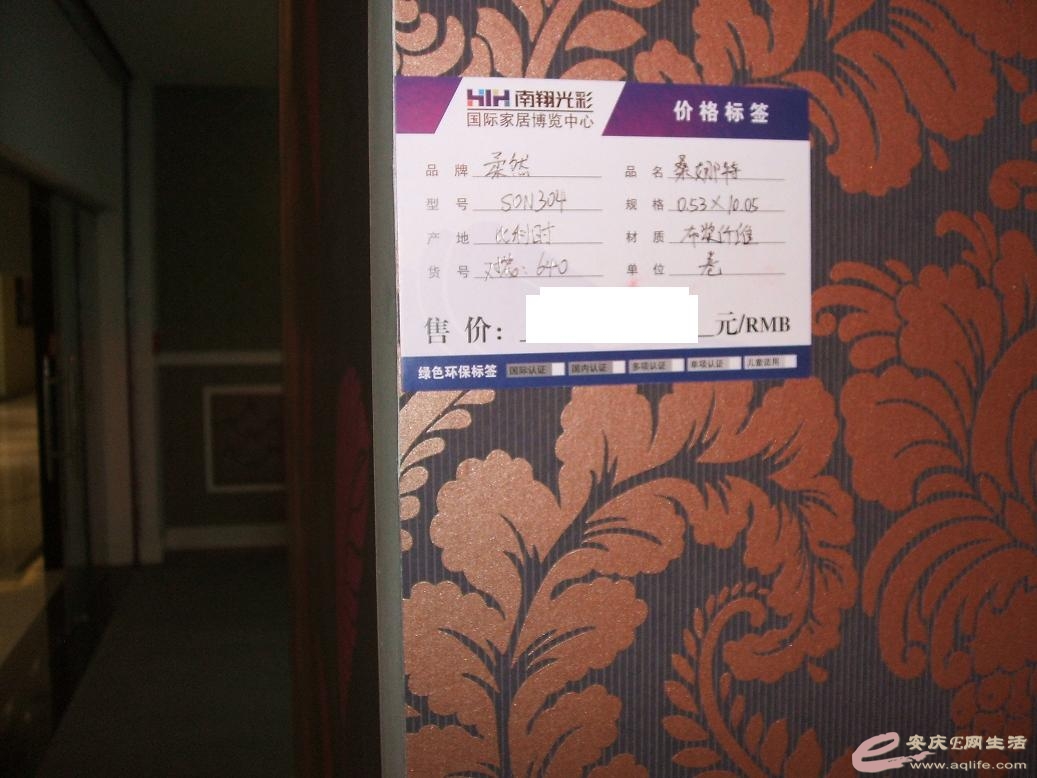 HIH 南翔光彩
国际家居博览中心
价格标签
品牌 柔然 品名 桑娜特
型号 SON304 规格 0.53×10.05
产地 比利时 材质 木浆纤维
货号 对花:640 单位 卷
售价: 元/RMB
绿色环保标签 国际认证 国内认证 多项认证 单项认证 儿童适用
e 安庆E网生活
www.aqlife.com